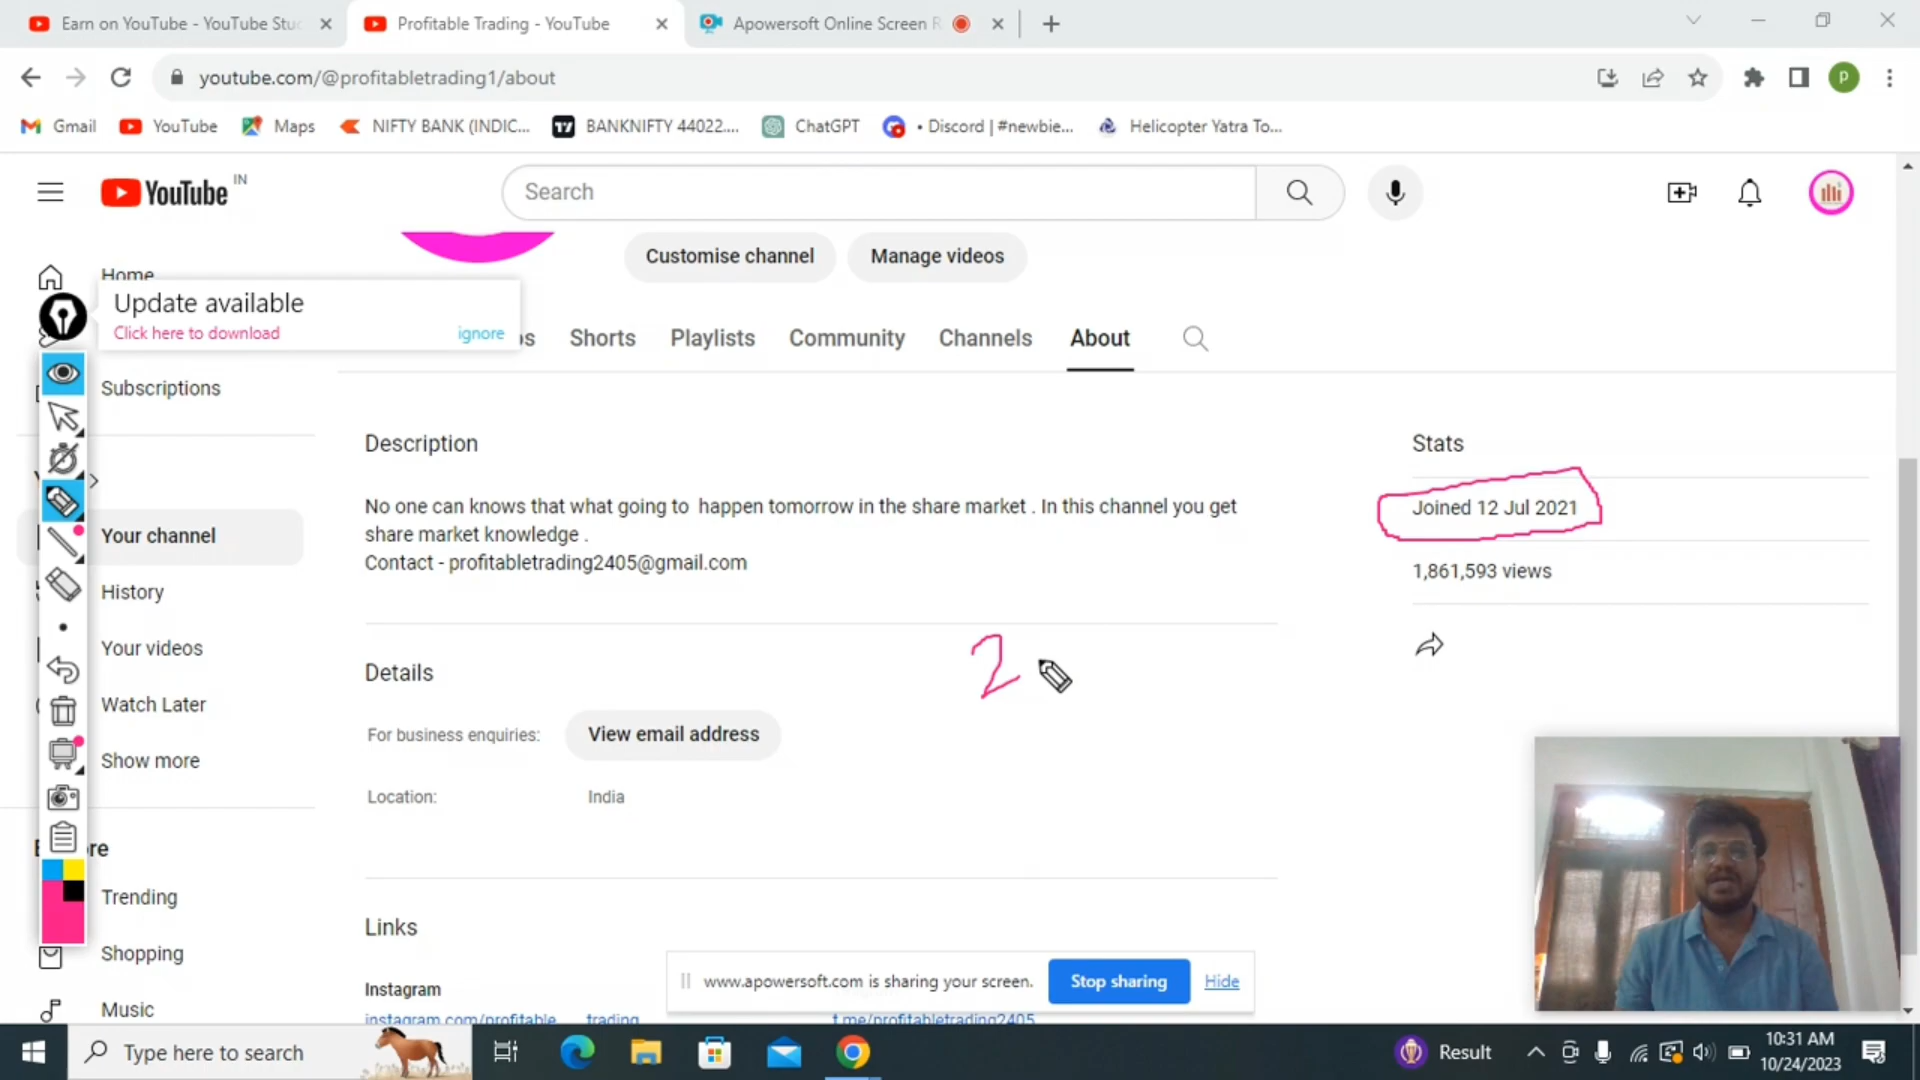 Earn on YouTube - YouTube Stuc
Profitable Trading - YouTube
Apowersoft Online Screen R
youtube.com/@profitabletrading1/about
P
Gmail
YouTube
Maps
NIFTY BANK (INDIC...
BANKNIFTY 44022....
ChatGPT
• Discord | #newbie...
Helicopter Yatra To...
YouTube IN
Search
Customise channel
Manage videos
Home
Update available
Click here to download
ignore
Shorts
Playlists
Community
Channels
About
Subscriptions
Description
Stats
No one can knows that what going to happen tomorrow in the share market . In this channel you get
share market knowledge .
Contact - profitabletrading2405@gmail.com
Joined 12 Jul 2021
1,861,593 views
Your channel
History
Your videos
Watch Later
Show more
2
Details
For business enquiries:
View email address
Location:
India
Trending
Shopping
Music
Links
Instagram
instagram.com/profitable___trading
t.me/profitabletrading2405
www.apowersoft.com is sharing your screen.
Stop sharing
Hide
Type here to search
Result
10:31 AM
10/24/2023